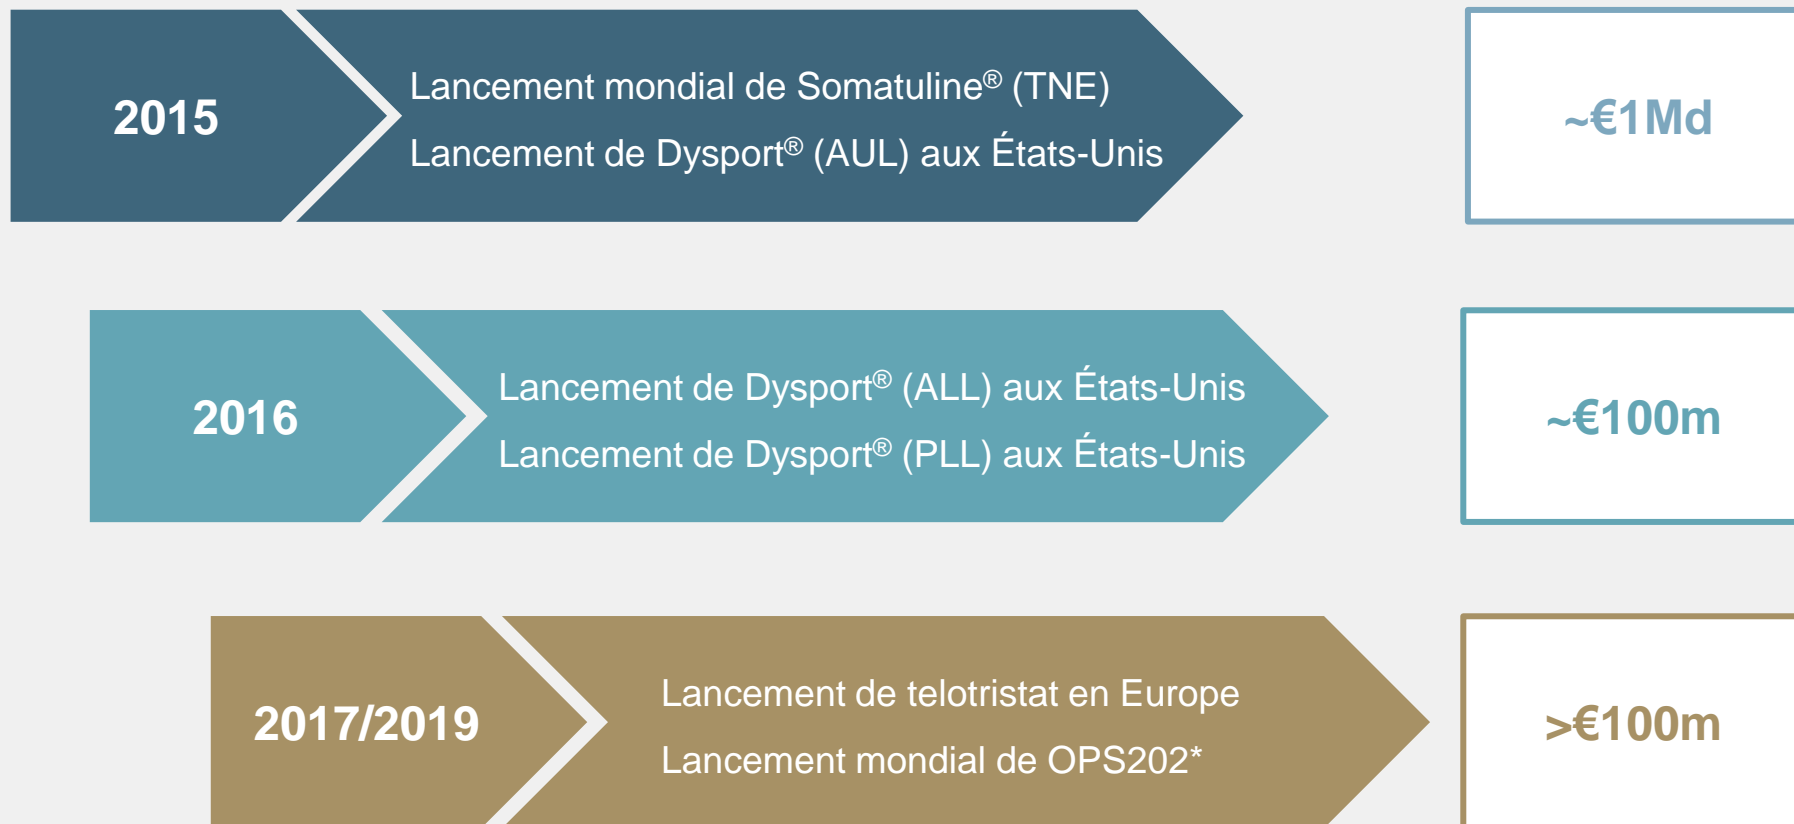 2015
Lancement mondial de Somatuline® (TNE)
Lancement de Dysport® (AUL) aux États-Unis
~€1Md
2016
Lancement de Dysport® (ALL) aux États-Unis
Lancement de Dysport® (PLL) aux États-Unis
~€100m
2017/2019
Lancement de telotristat en Europe
Lancement mondial de OPS202*
>€100m